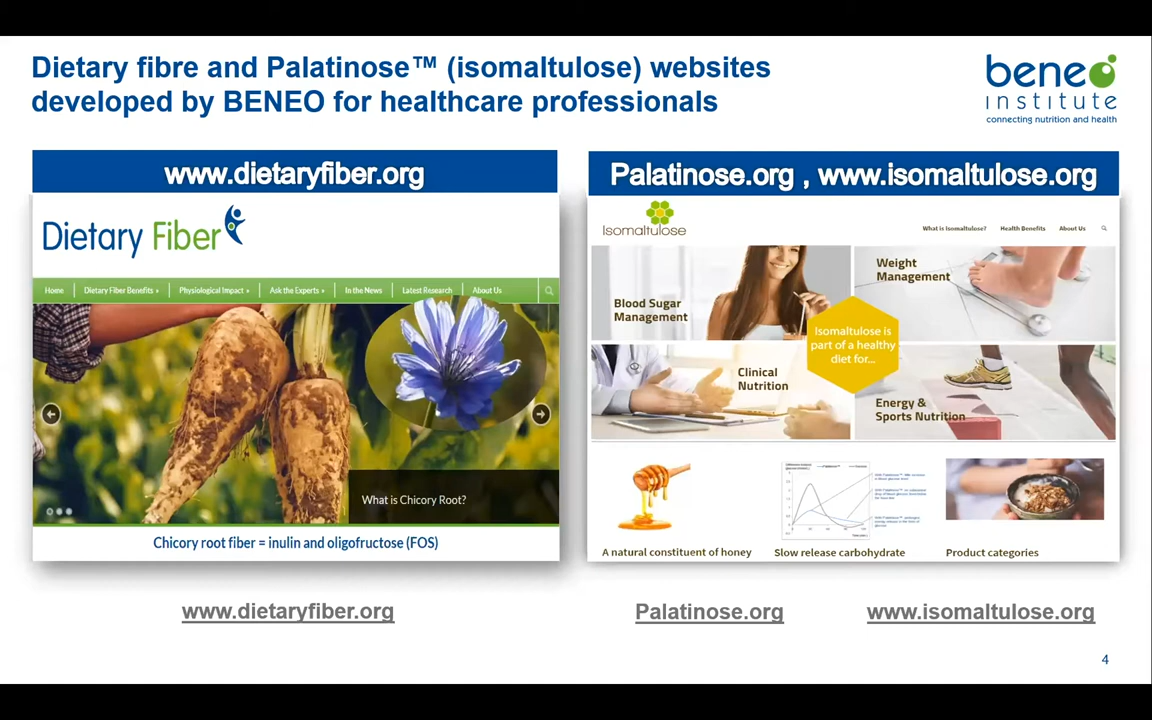 Dietary fibre and Palatinose™ (isomaltulose) websites
developed by BENEO for healthcare professionals
beneo
institute
connecting nutrition and health
www.dietaryfiber.org
Dietary Fiber
Home
Dietary Fiber Benefits »
Physiological Impact »
Ask the Experts »
In the News
Latest Research
About Us
What is Chicory Root?
Chicory root fiber = inulin and oligofructose (FOS)
www.dietaryfiber.org
Palatinose.org , www.isomaltulose.org
Isomaltulose
What is Isomaltulose?
Health Benefits
About Us
Blood Sugar
Management
Weight
Management
Isomaltulose is
part of a healthy
diet for...
Clinical
Nutrition
Energy &
Sports Nutrition
A natural constituent of honey
Slow release carbohydrate
Product categories
Palatinose.org
www.isomaltulose.org
4